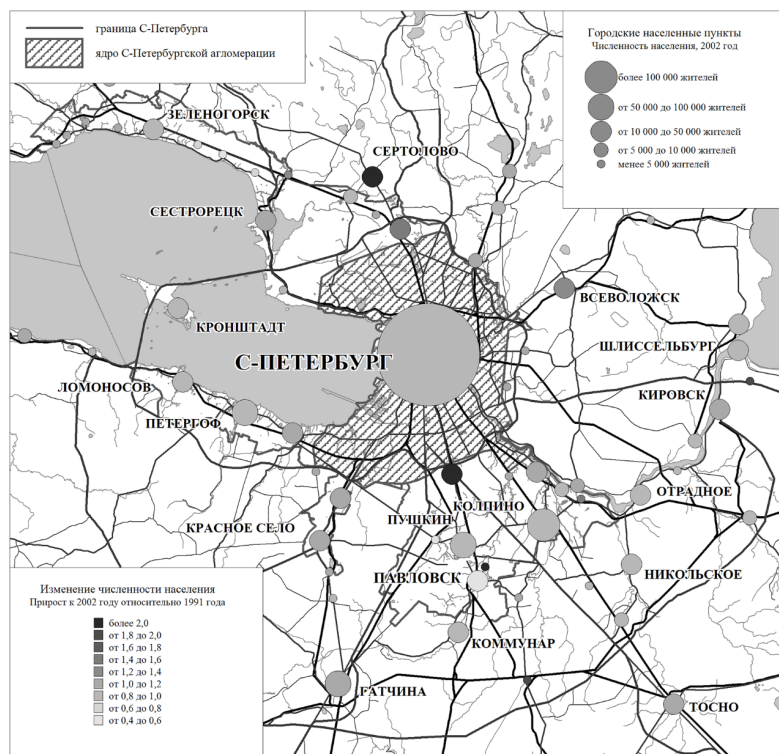 граница С-Петербурга
ядро С-Петербургской агломерации
Городские населенные пункты
Численность населения, 2002 год
более 100 000 жителей
от 50 000 до 100 000 жителей
от 10 000 до 50 000 жителей
от 5 000 до 10 000 жителей
менее 5 000 жителей
ЗЕЛЕНОГОРСК
СЕРТОЛОВО
СЕСТРОРЕЦК
ВСЕВОЛОЖСК
КРОНШТАДТ
ШЛИССЕЛЬБУРГ
С-ПЕТЕРБУРГ
ЛОМОНОСОВ
КИРОВСК
ПЕТЕРГОФ
ОТРАДНОЕ
КОЛПИНО
ПУШКИН
КРАСНОЕ СЕЛО
НИКОЛЬСКОЕ
ПАВЛОВСК
КОММУНАР
ГАТЧИНА
ТОСНО
Изменение численности населения
Прирост к 2002 году относительно 1991 года
более 2,0
от 1,8 до 2,0
от 1,6 до 1,8
от 1,4 до 1,6
от 1,2 до 1,4
от 1,0 до 1,2
от 0,8 до 1,0
от 0,6 до 0,8
от 0,4 до 0,6